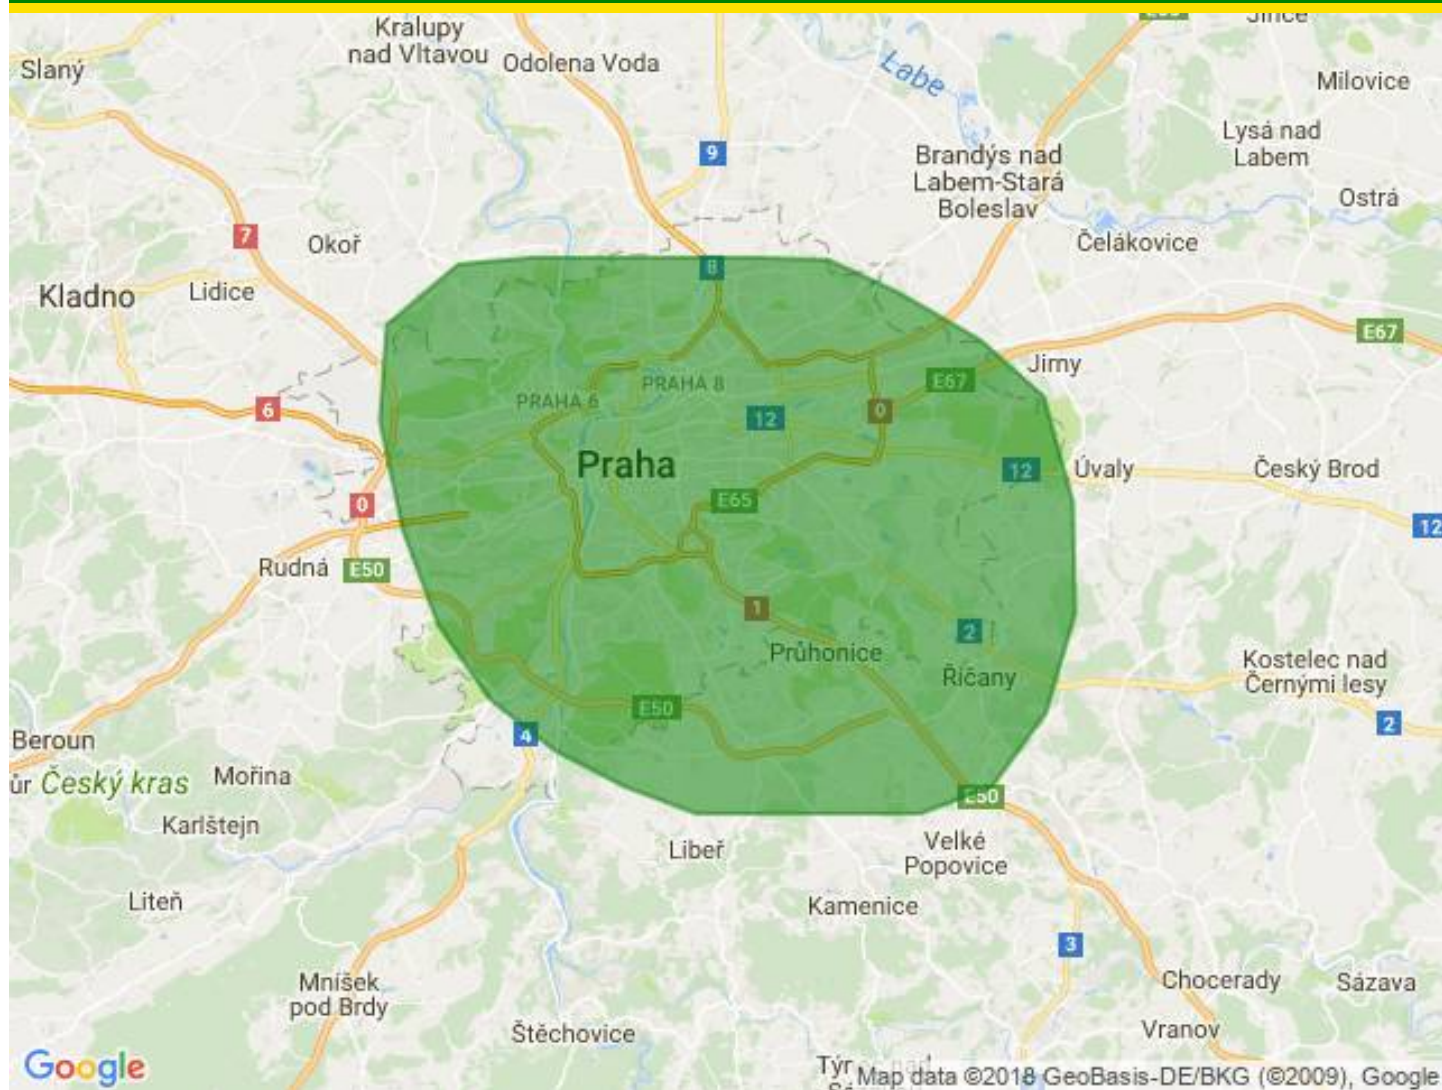 Kralupy
nad Vltavou
Odolena Voda
Slaný
Labe
Milovice
Lysá nad
Labem
9
Brandýs nad
Labem-Stará
Boleslav
Ostrá
7
Okoř
Čelákovice
8
Kladno
Lidice
E67
Jirny
PRAHA 8
E67
PRAHA 6
6
12
0
Praha
12
Úvaly
Český Brod
0
E65
12
Rudná
E50
1
2
Průhonice
Říčany
Kostelec nad
Černými lesy
E50
2
4
Beroun
Mořina
ůr Český kras
E50
Karlštejn
Libeř
Velké
Popovice
Liteň
Kamenice
3
Mníšek
pod Brdy
Chocerady
Sázava
Štěchovice
Vranov
Google
Map data ©2018 GeoBasis-DE/BKG (©2009), Google